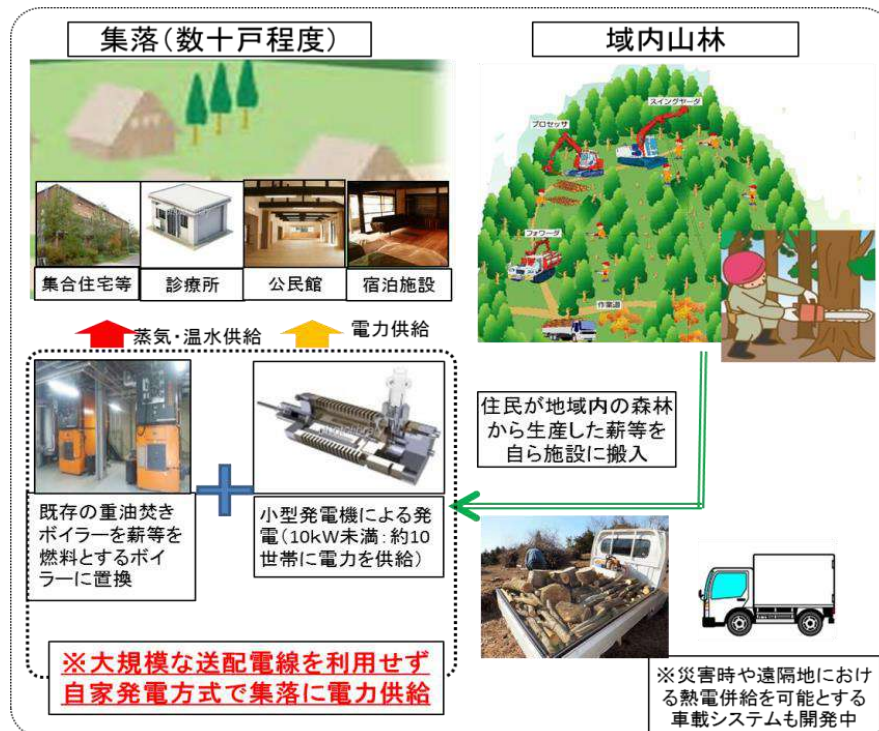 集落(数十戸程度)
集合住宅等
診療所
公民館
宿泊施設
蒸気・温水供給
電力供給
既存の重油焚き
ボイラーを薪等を
燃料とするボイ
ラーに置換
小型発電機による発
電(10kW未満:約10
世帯に電力を供給)
※大規模な送配電線を利用せず
自家発電方式で集落に電力供給
域内山林
スイングヤーダ
プロセッサ
フォワーダ
作業道
住民が地域内の森林
から生産した薪等を
自ら施設に搬入
※災害時や遠隔地におけ
る熱電併給を可能とする
車載システムも開発中